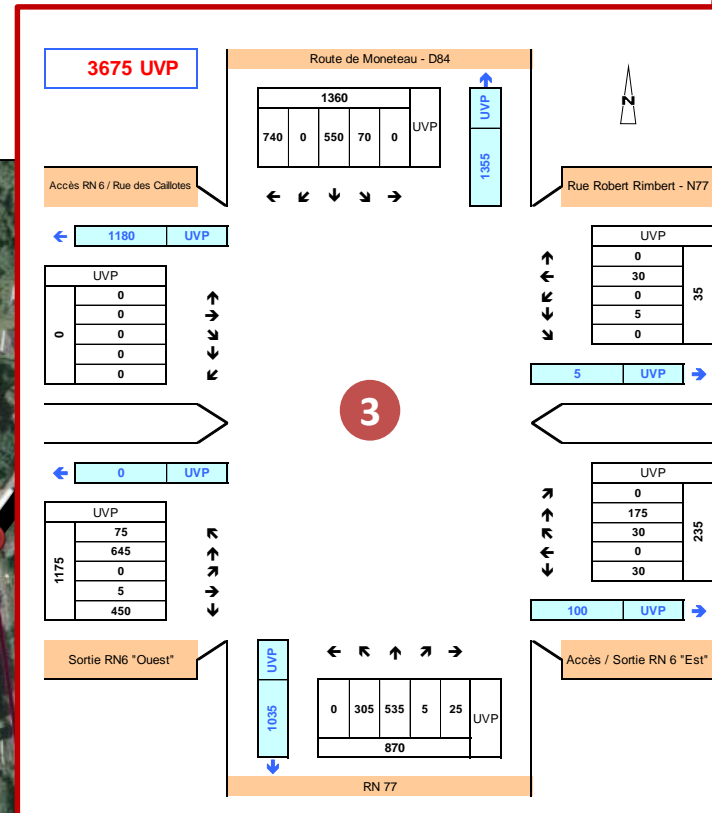 3675 UVP
Route de Moneteau - D84
1360
740 0 550 70 0 UVP
UVP 1355
N
Accès RN 6 / Rue des Caillotes
Rue Robert Rimbert - N77
1180 UVP
UVP
0
0
0
0
0
0
UVP
0
30
0
5
0
35
5 UVP
3
0 UVP
UVP
75
645
0
5
450
1175
UVP
0
175
30
0
30
235
100 UVP
Sortie RN6 "Ouest"
Accès / Sortie RN 6 "Est"
UVP 1035
0 305 535 5 25 UVP
870
RN 77